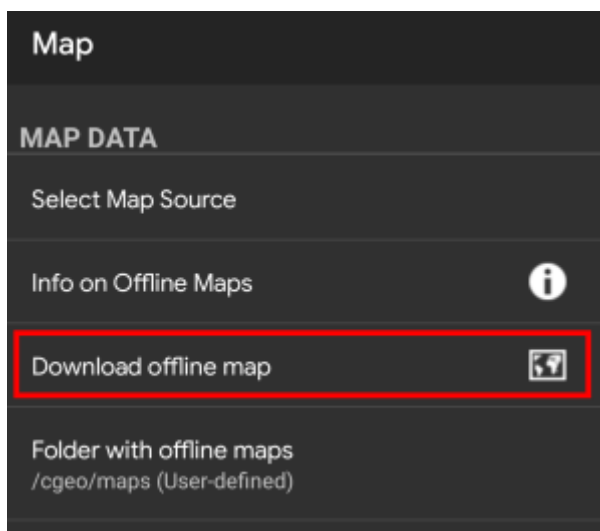 Map
MAP DATA
Select Map Source
Info on Offline Maps
Download offline map
Folder with offline maps
/cgeo/maps (User-defined)